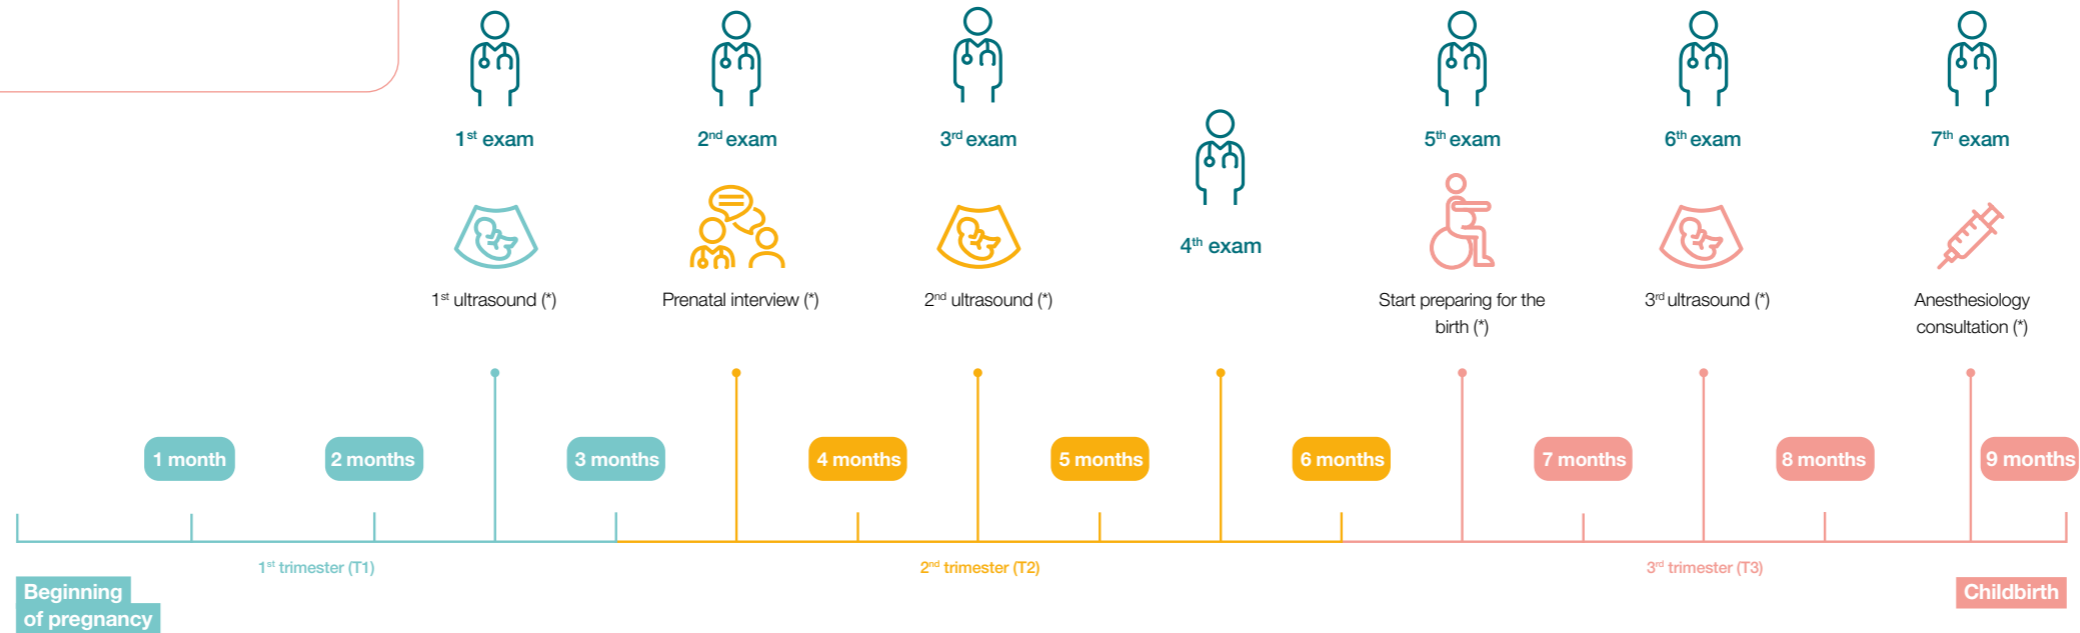 1st exam
2nd exam
3rd exam
4th exam
5th exam
6th exam
7th exam
1st ultrasound (*)
Prenatal interview (*)
2nd ultrasound (*)
Start preparing for the
birth (*)
3rd ultrasound (*)
Anesthesiology
consultation (*)
1 month
2 months
3 months
4 months
5 months
6 months
7 months
8 months
9 months
1st trimester (T1)
2nd trimester (T2)
3rd trimester (T3)
Beginning
of pregnancy
Childbirth